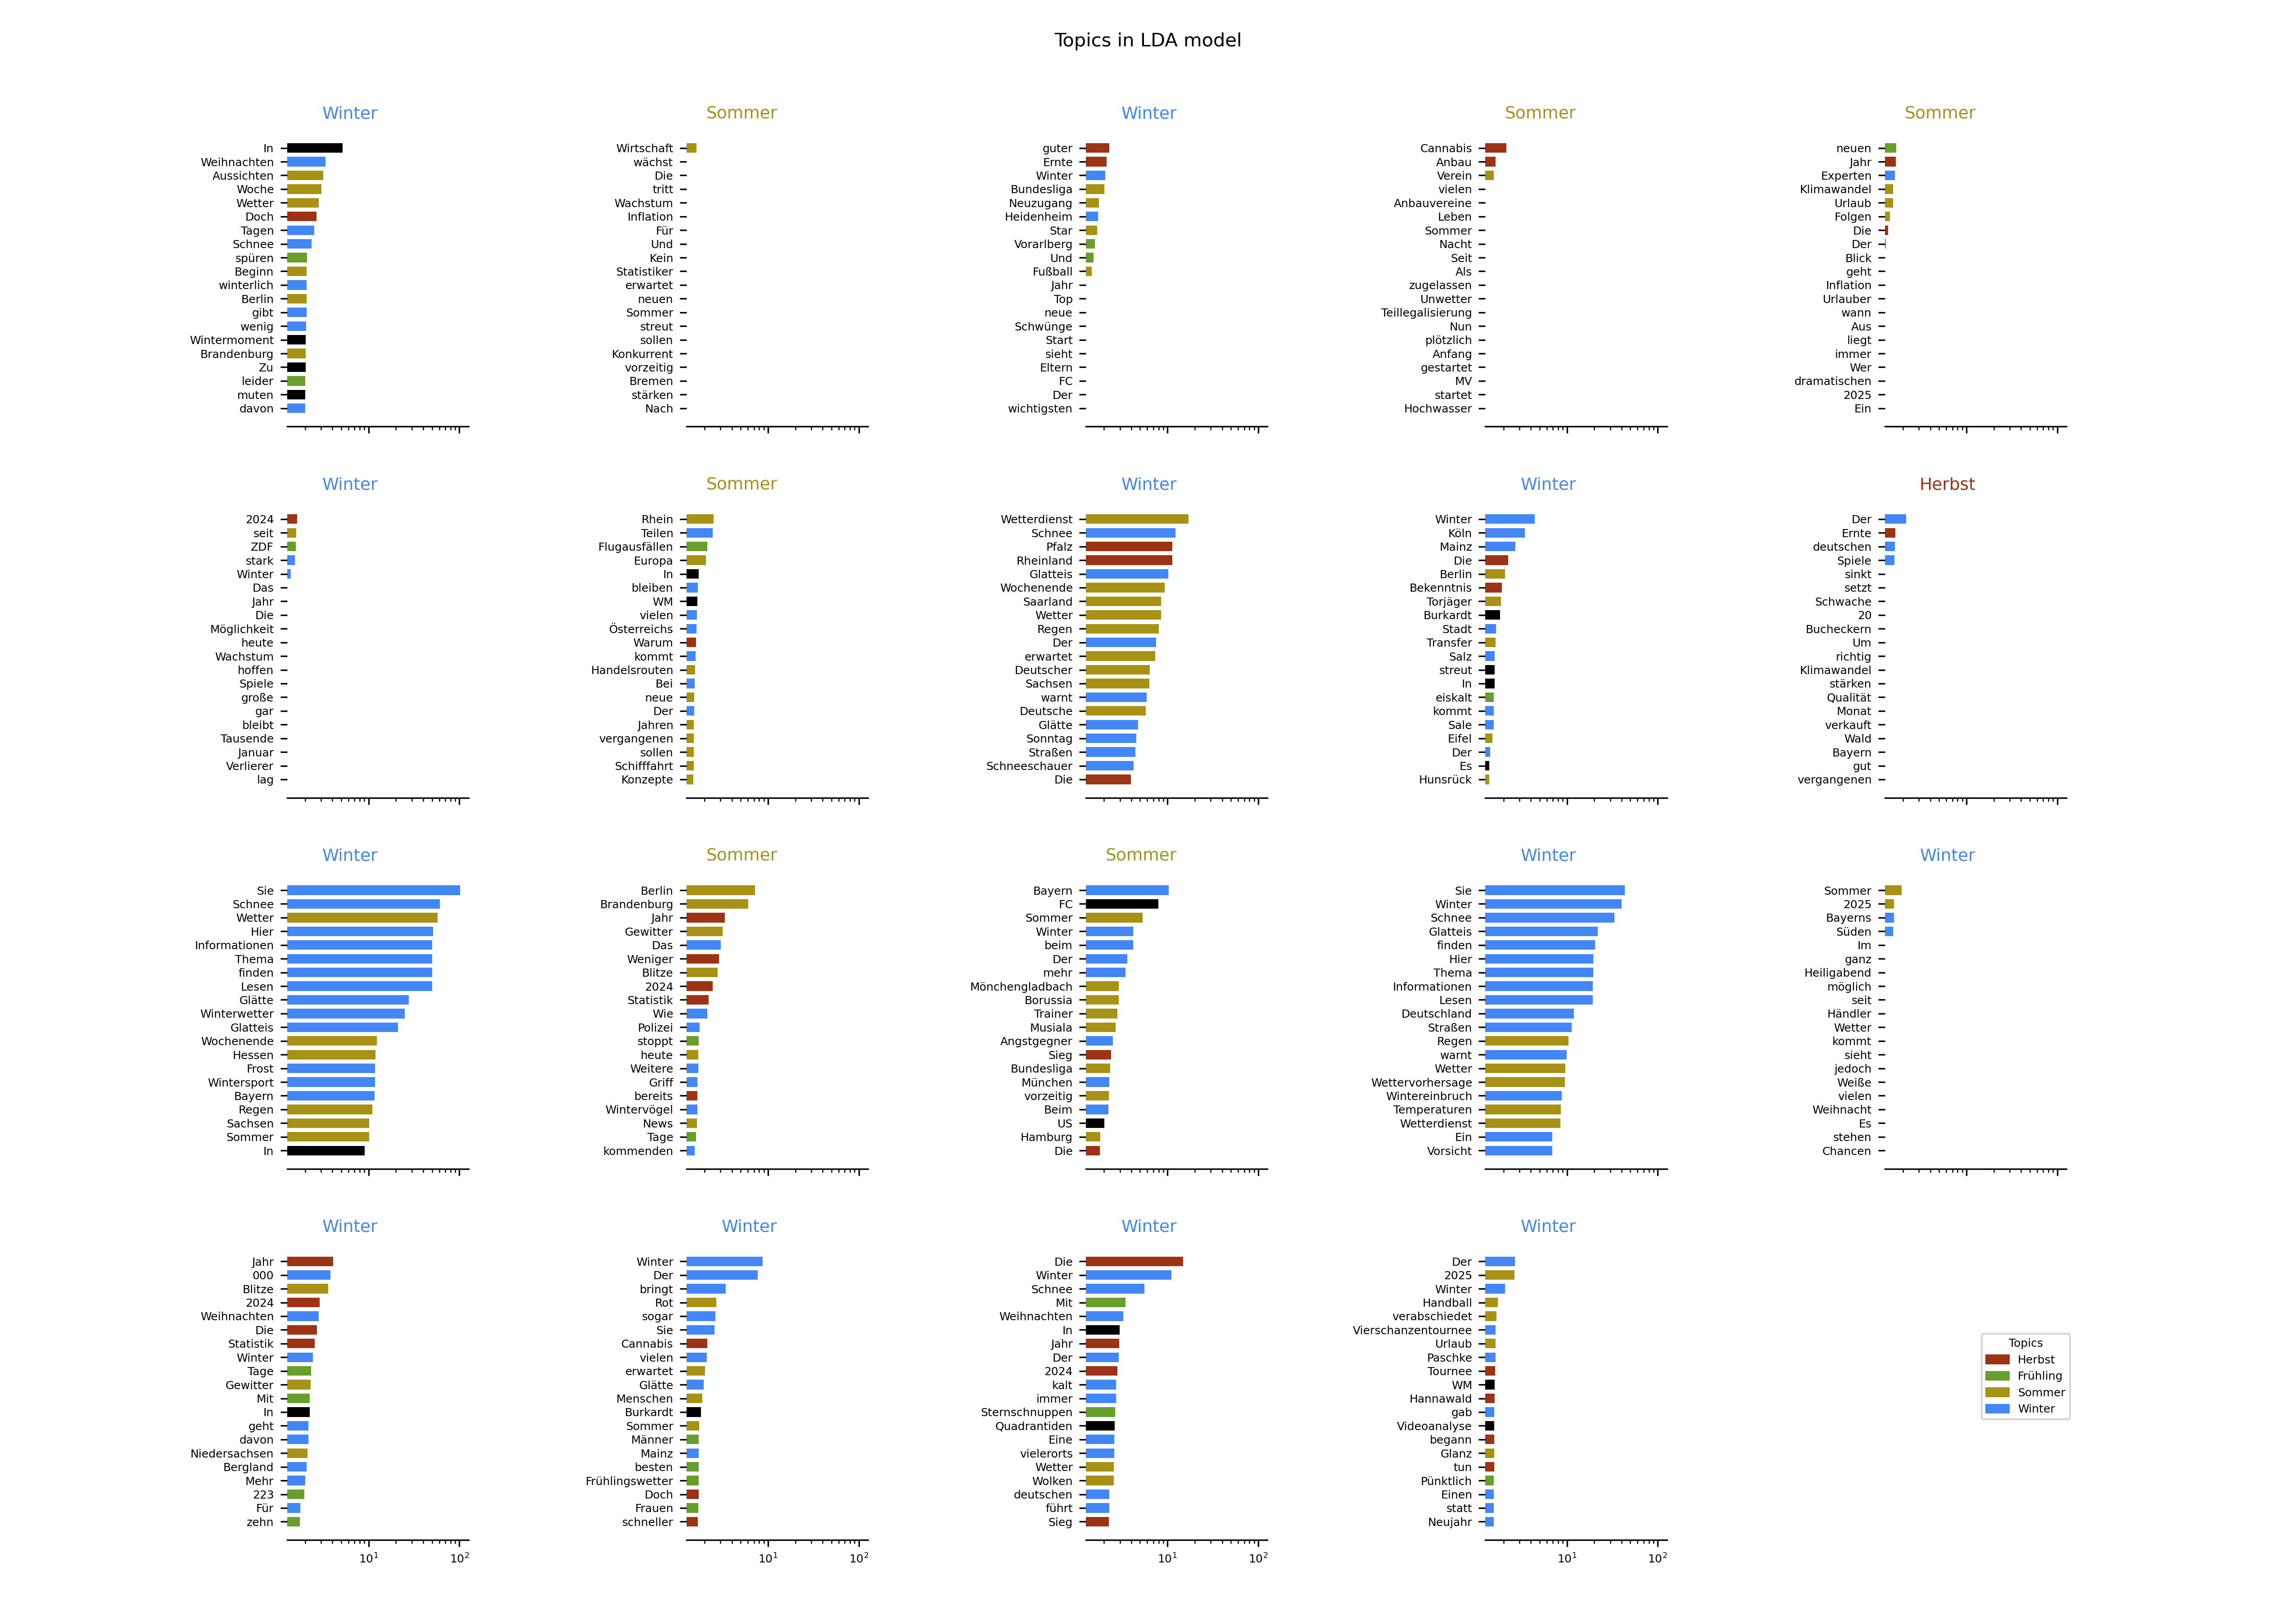 Topics in LDA model
Winter
In
Weihnachten
Aussichten
Woche
Wetter
Doch
Tagen
Schnee
spüren
Beginn
winterlich
Berlin
gibt
wenig
Wintermoment
Brandenburg
Zu
leider
muten
davon
Sommer
Wirtschaft
wächst
Die
tritt
Wachstum
Inflation
Für
Und
Kein
Statistiker
erwartet
neuen
Sommer
streut
sollen
Konkurrent
vorzeitig
Bremen
stärken
Nach
Winter
guter
Ernte
Winter
Bundesliga
Neuzugang
Heidenheim
Star
Vorarlberg
Und
Fußball
Jahr
Top
neue
Schwünge
Start
sieht
Eltern
FC
Der
wichtigsten
Sommer
Cannabis
Anbau
Verein
vielen
Anbauvereine
Leben
Sommer
Nacht
Seit
Als
zugelassen
Unwetter
Teillegalisierung
Nun
plötzlich
Anfang
gestartet
MV
startet
Hochwasser
Sommer
neuen
Jahr
Experten
Klimawandel
Urlaub
Folgen
Die
Der
Blick
geht
Inflation
Urlauber
wann
Aus
liegt
immer
Wer
dramatischen
2025
Ein
Winter
2024
seit
ZDF
stark
Winter
Das
Jahr
Die
Möglichkeit
heute
Wachstum
hoffen
Spiele
große
gar
bleibt
Tausende
Januar
Verlierer
lag
Sommer
Rhein
Teilen
Flugausfällen
Europa
In
bleiben
WM
vielen
Österreichs
Warum
kommt
Handelsrouten
Bei
neue
Der
Jahren
vergangenen
sollen
Schifffahrt
Konzepte
Winter
Wetterdienst
Schnee
Pfalz
Rheinland
Glatteis
Wochenende
Saarland
Wetter
Regen
Der
erwartet
Deutscher
Sachsen
warnt
Deutsche
Glätte
Sonntag
Straßen
Schneeschauer
Die
Winter
Winter
Köln
Mainz
Die
Berlin
Bekenntnis
Torjäger
Burkardt
Stadt
Transfer
Salz
streut
In
eiskalt
kommt
Sale
Eifel
Der
Es
Hunsrück
Herbst
Der
Ernte
deutschen
Spiele
sinkt
setzt
Schwache
20
Bucheckern
Um
richtig
Klimawandel
stärken
Qualität
Monat
verkauft
Wald
Bayern
gut
vergangenen
Winter
Sie
Schnee
Wetter
Hier
Informationen
Thema
finden
Lesen
Glätte
Winterwetter
Glatteis
Wochenende
Hessen
Frost
Wintersport
Bayern
Regen
Sachsen
Sommer
In
Sommer
Berlin
Brandenburg
Jahr
Gewitter
Das
Weniger
Blitze
2024
Statistik
Wie
Polizei
stoppt
heute
Weitere
Griff
bereits
Wintervögel
News
Tage
kommenden
Sommer
Bayern
FC
Sommer
Winter
beim
Der
mehr
Mönchengladbach
Borussia
Trainer
Musiala
Angstgegner
Sieg
Bundesliga
München
vorzeitig
Beim
US
Hamburg
Die
Winter
Sie
Winter
Schnee
Glatteis
finden
Hier
Thema
Informationen
Lesen
Deutschland
Straßen
Regen
warnt
Wetter
Wettervorhersage
Wintereinbruch
Temperaturen
Wetterdienst
Ein
Vorsicht
Winter
Sommer
2025
Bayerns
Süden
Im
ganz
Heiligabend
möglich
seit
Händler
Wetter
kommt
sieht
jedoch
Weiße
vielen
Weihnacht
Es
stehen
Chancen
Winter
Jahr
000
Blitze
2024
Weihnachten
Die
Statistik
Winter
Tage
Gewitter
Mit
In
geht
davon
Niedersachsen
Bergland
Mehr
223
Für
zehn
10¹ 10²
Winter
Winter
Der
bringt
Rot
sogar
Sie
Cannabis
vielen
erwartet
Glätte
Menschen
Burkardt
Sommer
Männer
Mainz
besten
Frühlingswetter
Doch
Frauen
schneller
10¹ 10²
Winter
Die
Winter
Schnee
Mit
Weihnachten
In
Jahr
Der
2024
kalt
immer
Sternschnuppen
Quadrantiden
Eine
vielerorts
Wetter
Wolken
deutschen
führt
Sieg
10¹ 10²
Winter
Der
2025
Winter
Handball
verabschiedet
Vierschanzentournee
Urlaub
Paschke
Tournee
WM
Hannawald
gab
Videoanalyse
begann
Glanz
tun
Pünktlich
Einen
statt
Neujahr
10¹ 10²
Topics
Herbst
Frühling
Sommer
Winter